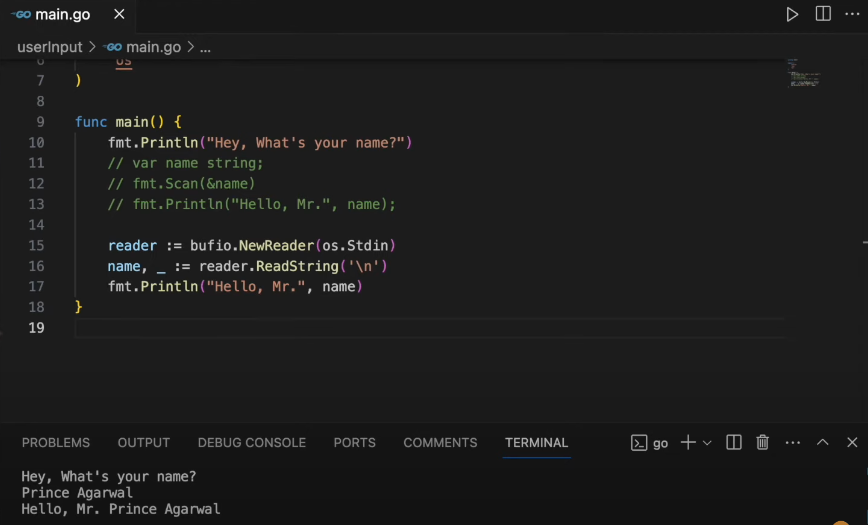 GO main.go
userInput > GO main.go > ...
6 "os"
7 )
8
9 func main() {
10 fmt.Println("Hey, What's your name?")
11 // var name string;
12 // fmt.Scan(&name)
13 // fmt.Println("Hello, Mr.", name);
14
15 reader := bufio.NewReader(os.Stdin)
16 name, _ := reader.ReadString('\n')
17 fmt.Println("Hello, Mr.", name)
18 }
19
PROBLEMS OUTPUT DEBUG CONSOLE PORTS COMMENTS TERMINAL go
Hey, What's your name?
Prince Agarwal
Hello, Mr. Prince Agarwal